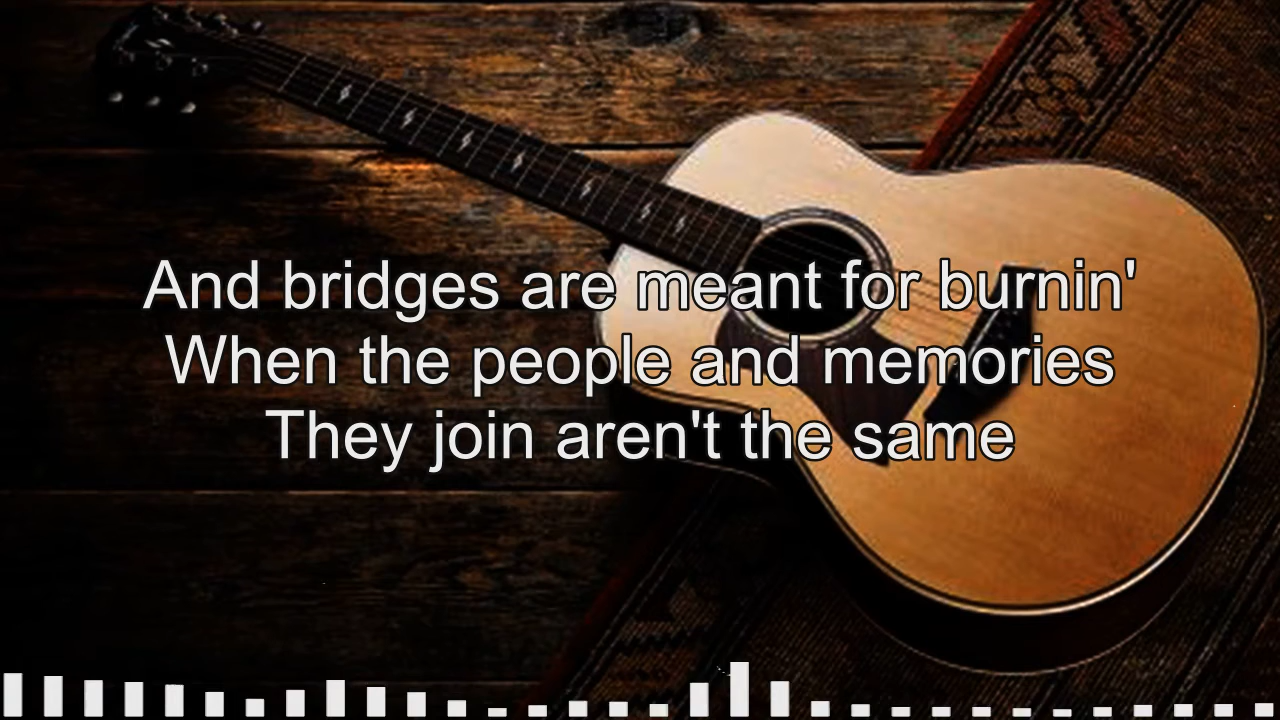 And bridges are meant for burnin'
When the people and memories
They join aren't the same